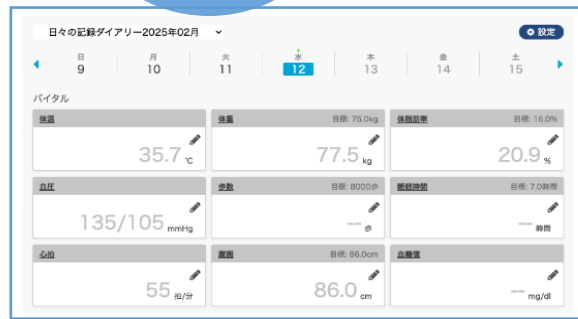 日々の記録ダイアリー2025年02月
設定
日 月 火 水 木 金 土
9 10 11 12 13 14 15
バイタル
体温
35.7 ℃
体重 目標: 75.0kg
77.5 kg
体脂肪率 目標: 16.0%
20.9 %
血圧
135/105 mmHg
歩数 目標: 8000歩
-- 歩
睡眠時間 目標: 7.0時間
-- 時間
心拍
55 拍/分
腹囲 目標: 86.0cm
86.0 cm
血糖値
-- mg/dl